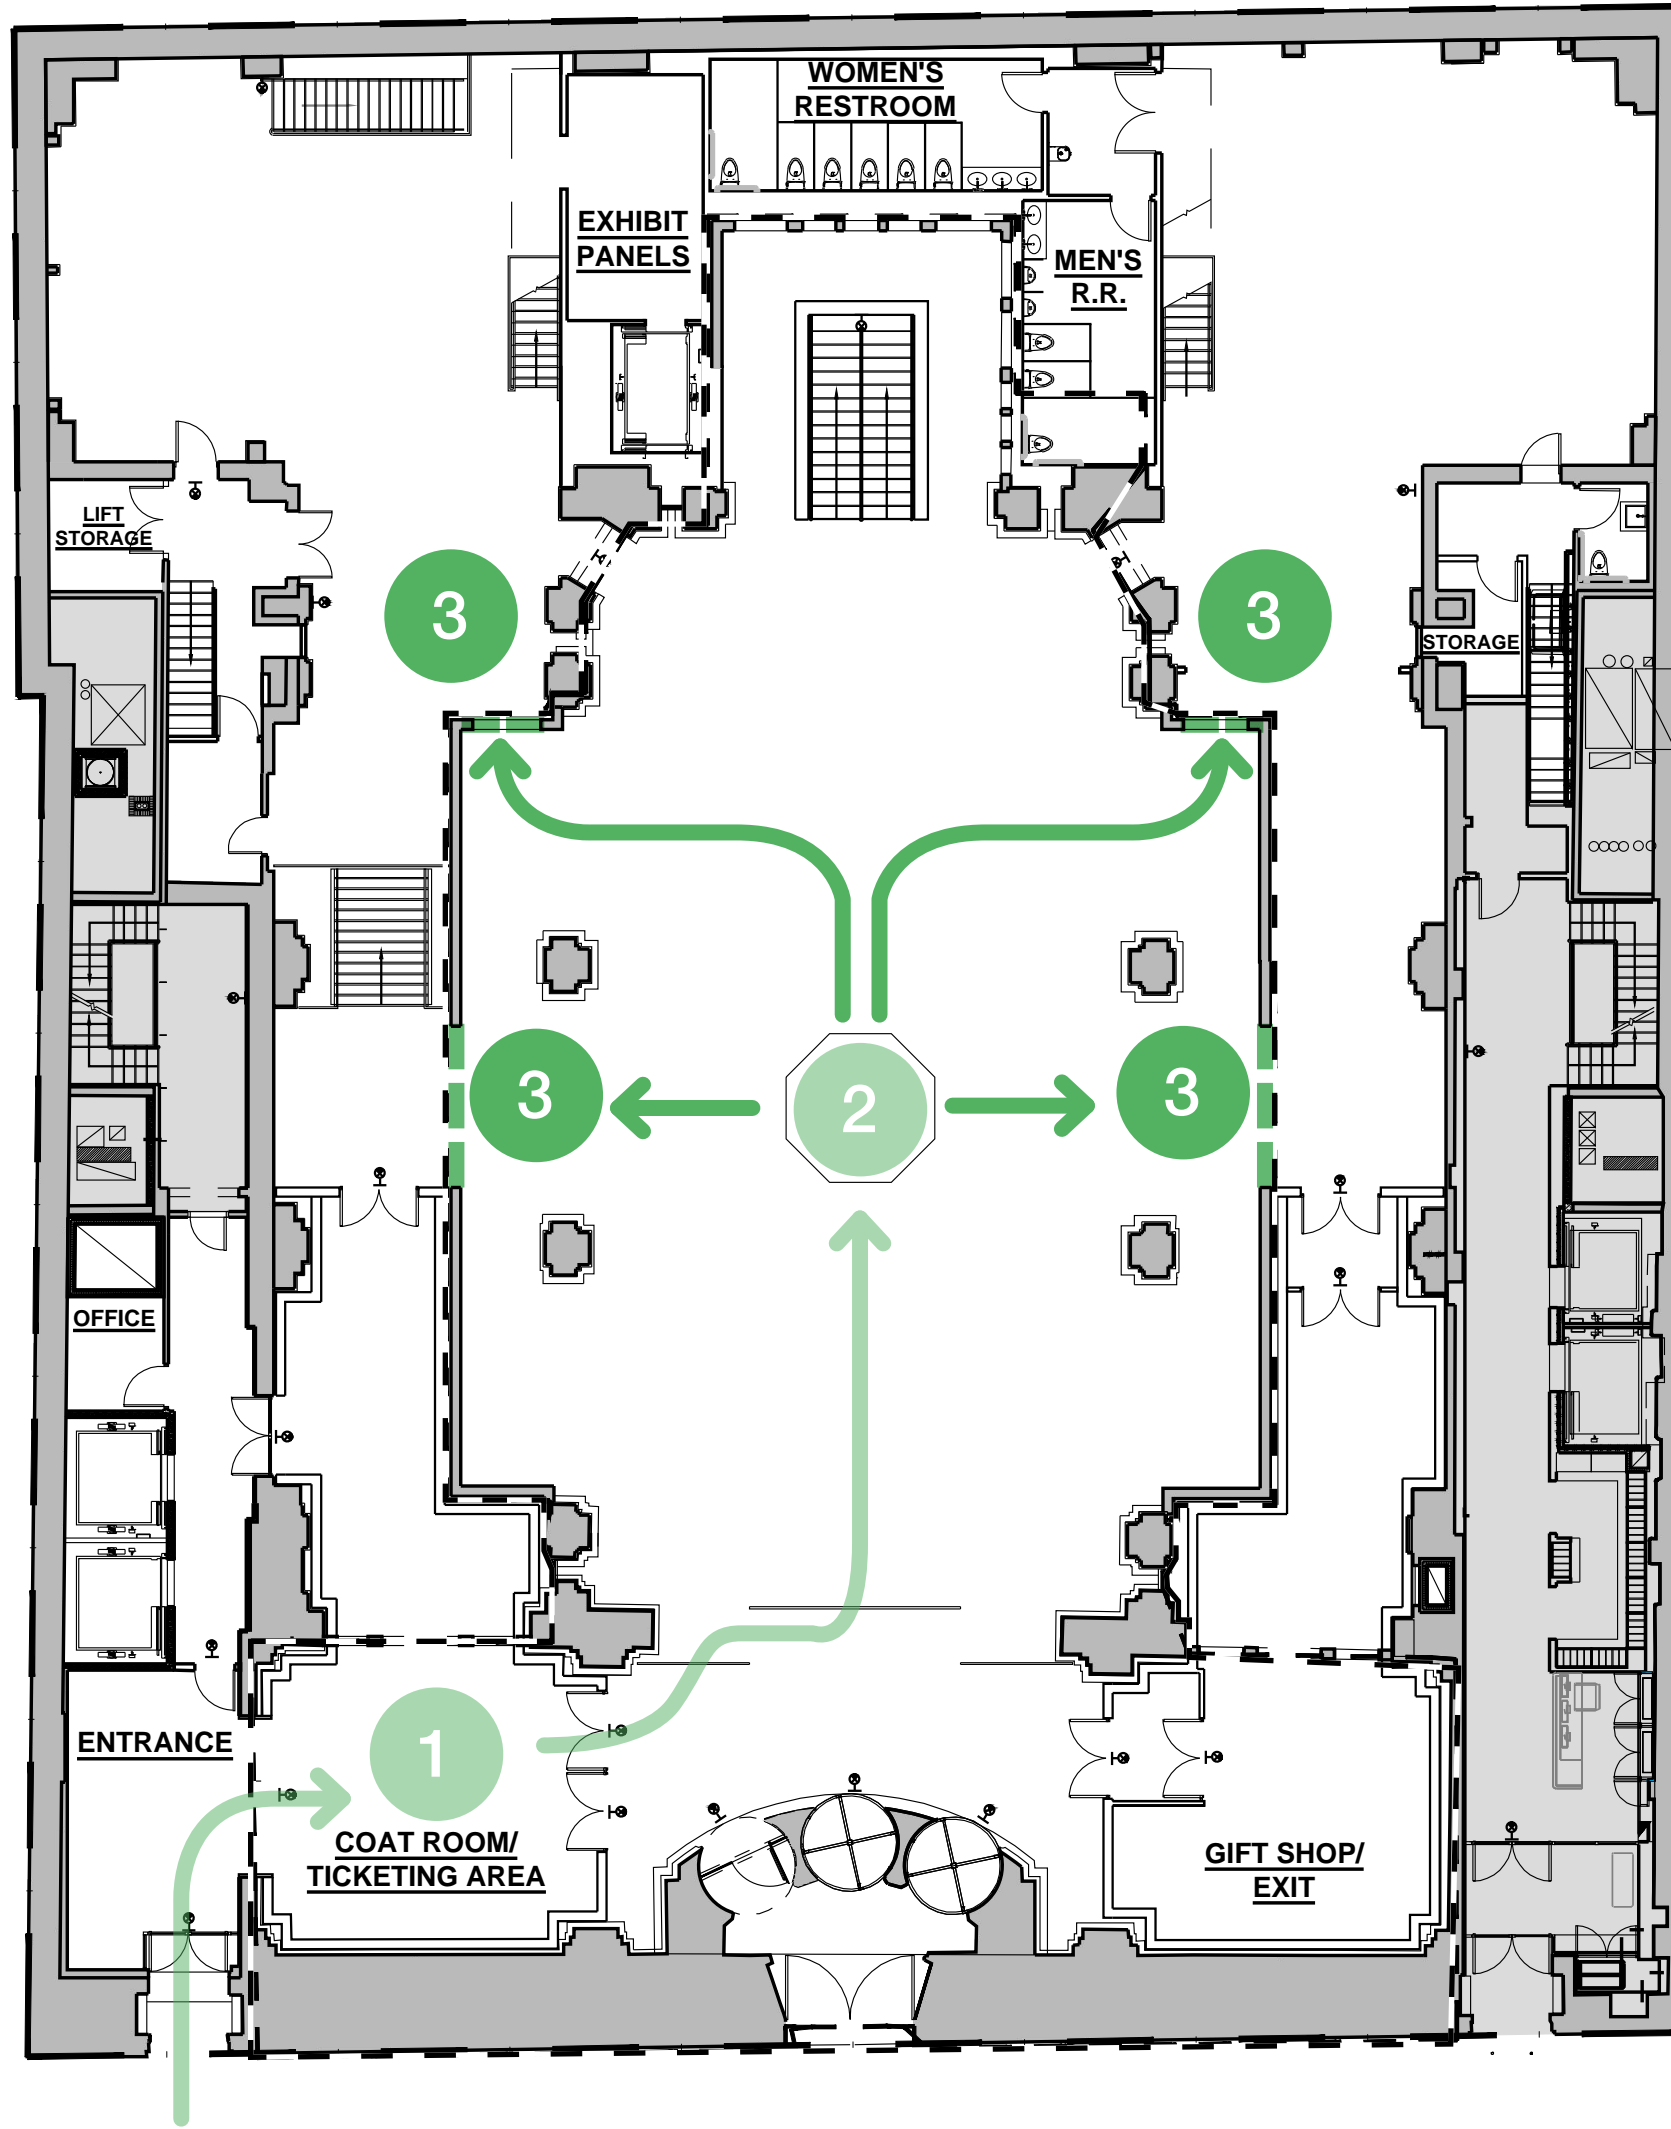 WOMEN'S
RESTROOM
EXHIBIT
PANELS
MEN'S
R.R.
LIFT
STORAGE
3
3
STORAGE
3
2
3
OFFICE
ENTRANCE
1
COAT ROOM/
TICKETING AREA
GIFT SHOP/
EXIT